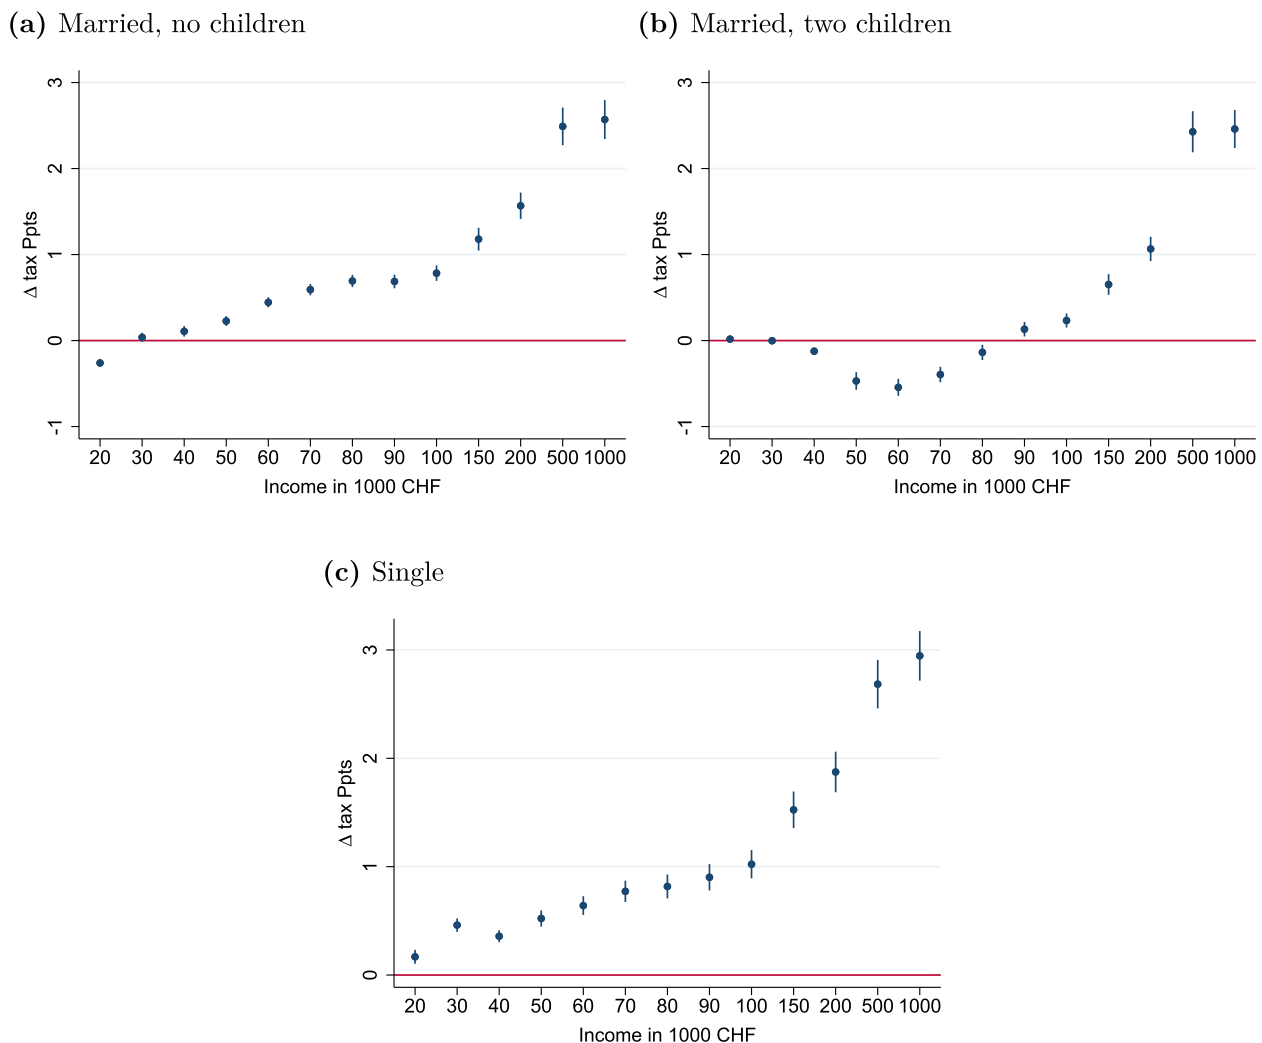 (a) Married, no children
3
2
1
0
-1
Δ tax Ppts
20 30 40 50 60 70 80 90 100 150 200 500 1000
Income in 1000 CHF
(b) Married, two children
3
2
1
0
-1
Δ tax Ppts
20 30 40 50 60 70 80 90 100 150 200 500 1000
Income in 1000 CHF
(c) Single
3
2
1
0
Δ tax Ppts
20 30 40 50 60 70 80 90 100 150 200 500 1000
Income in 1000 CHF